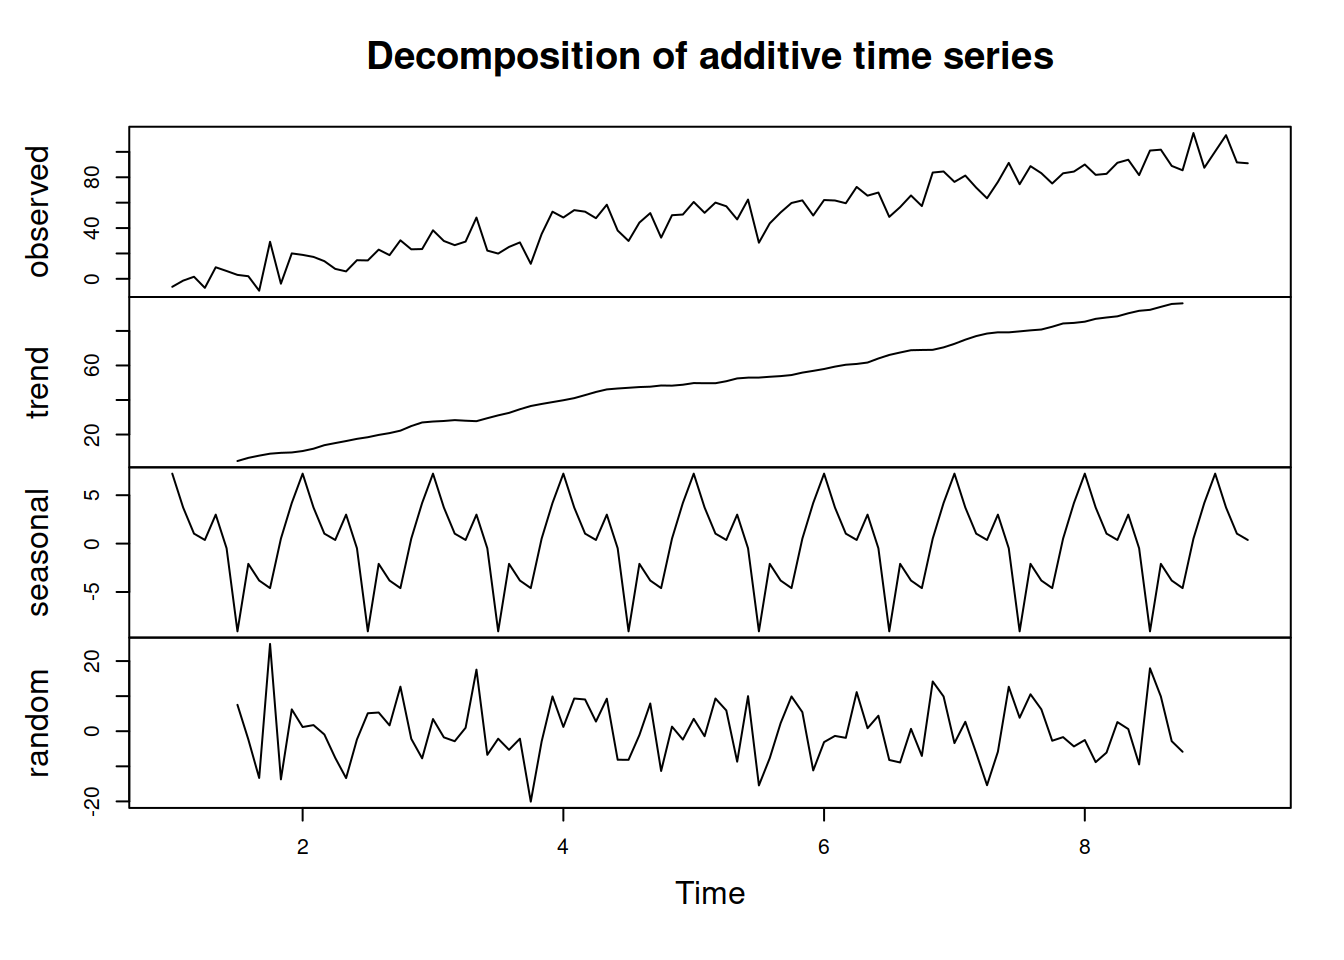 Decomposition of additive time series
observed
0 40 80
trend
20 60
seasonal
-5 0 5
random
-20 0 20
2 4 6 8
Time